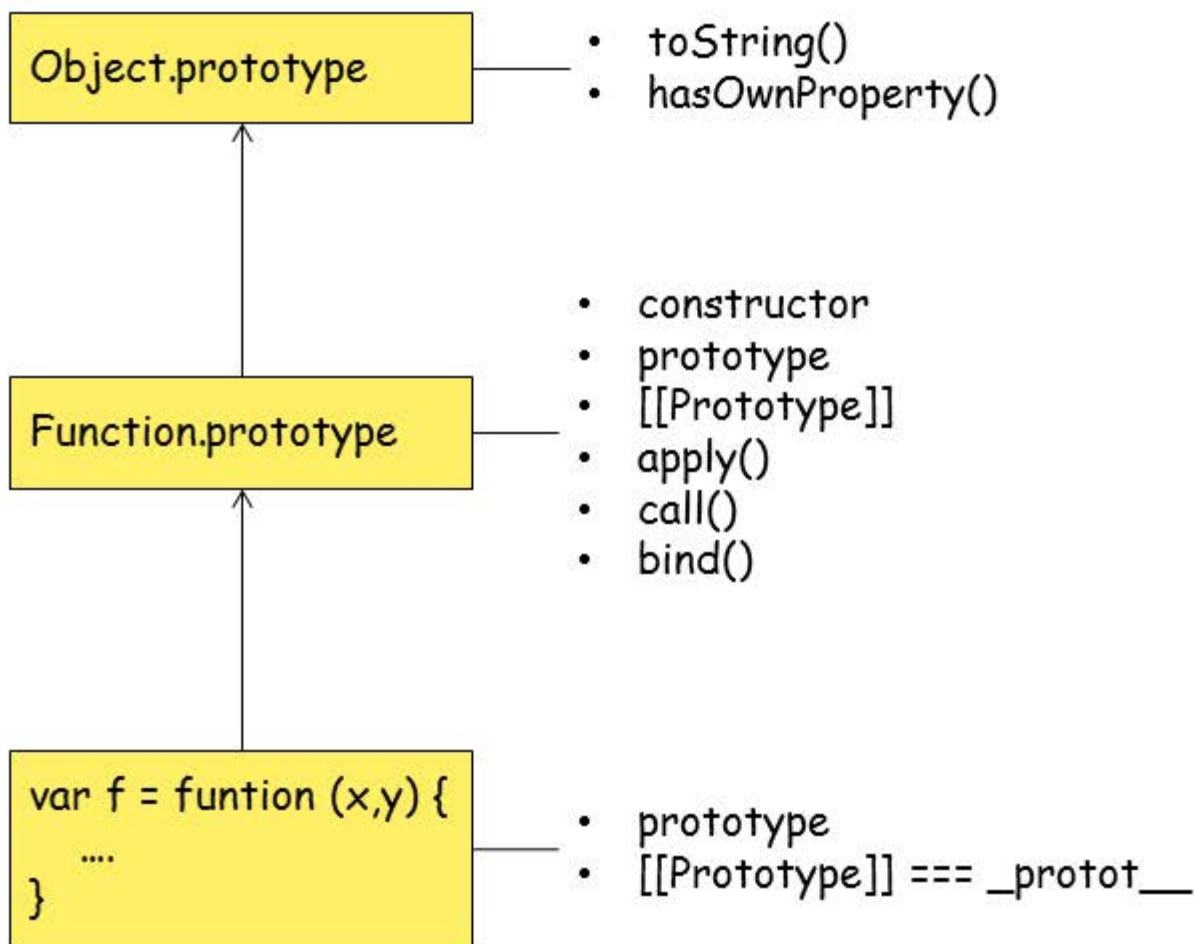 Object.prototype
• toString()
• hasOwnProperty()
Function.prototype
• constructor
• prototype
• [[Prototype]]
• apply()
• call()
• bind()
var f = funtion (x,y) {
....
}
• prototype
• [[Prototype]] === _protot__